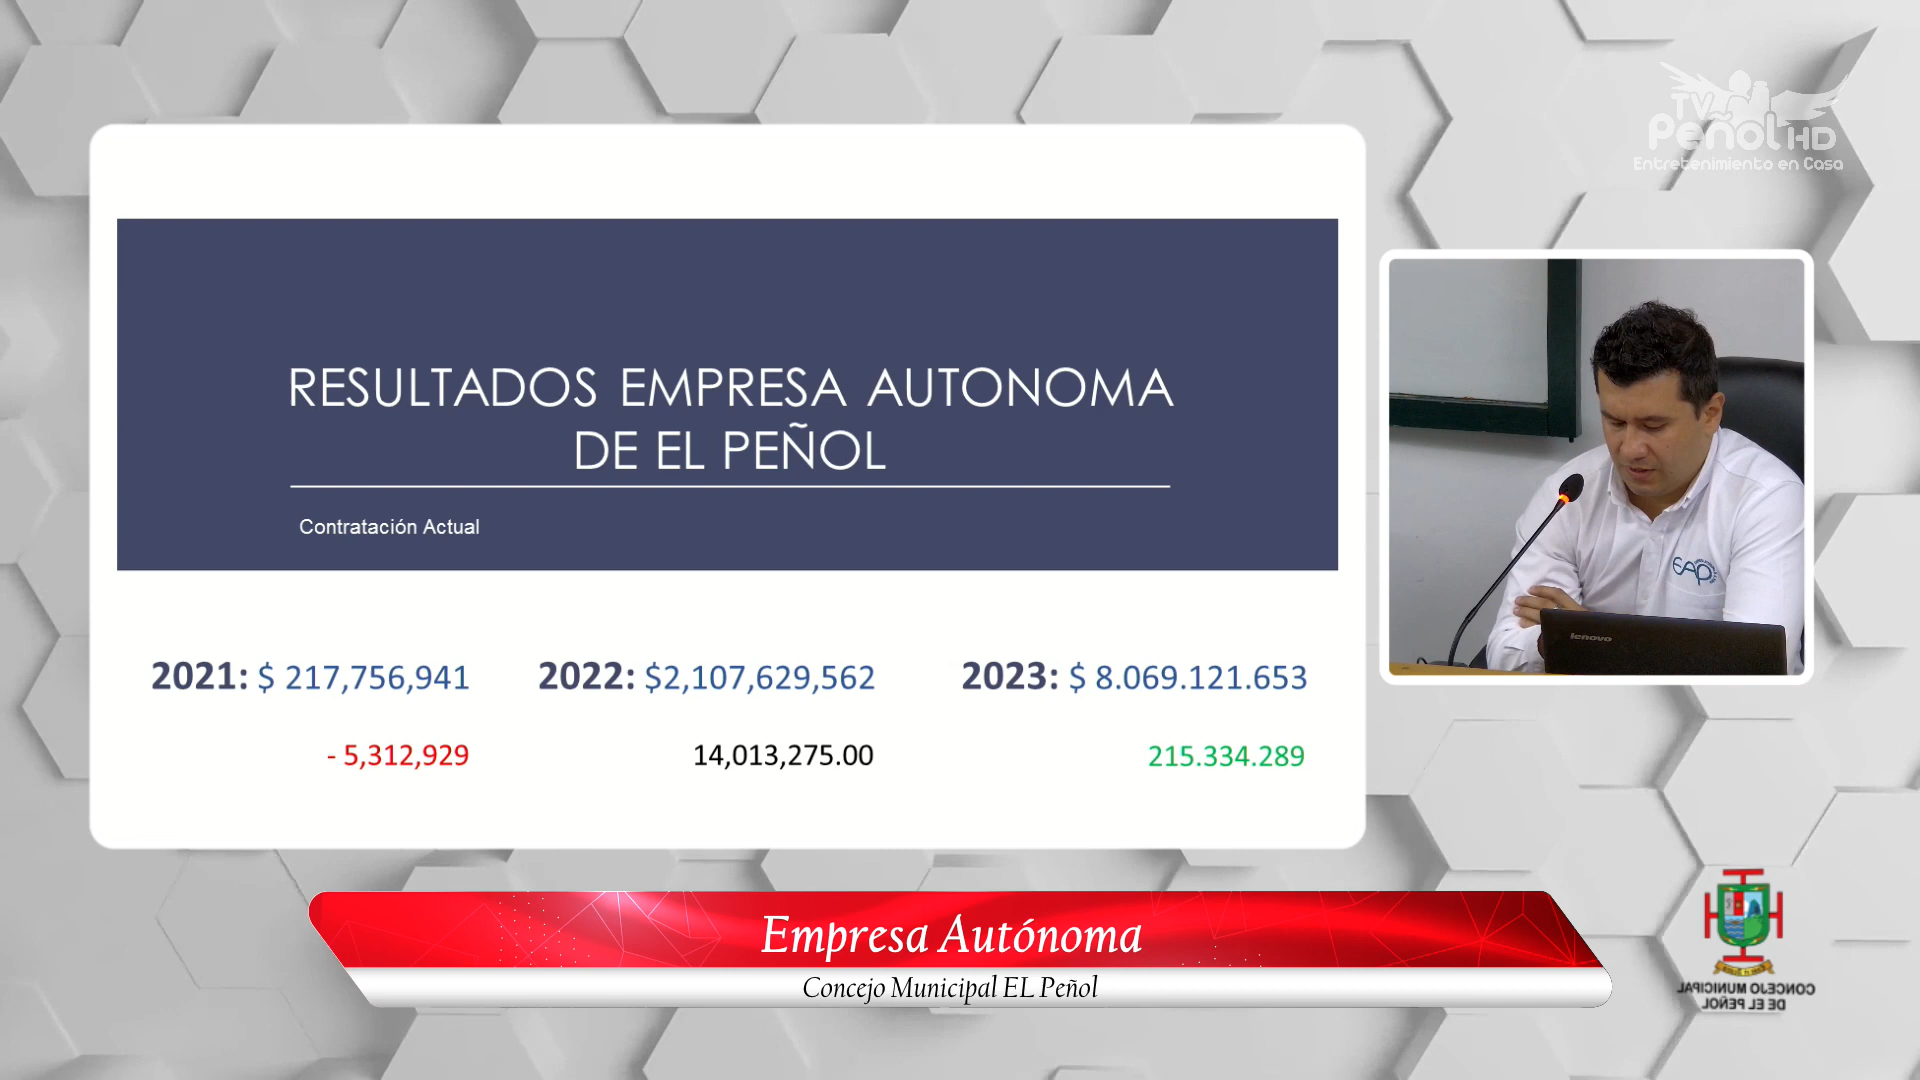 TV
Peñol HD
Entretenimiento en Casa
RESULTADOS EMPRESA AUTONOMA
DE EL PEÑOL
Contratación Actual
2021: $ 217,756,941
2022: $2,107,629,562
2023: $ 8.069.121.653
- 5,312,929
14,013,275.00
215.334.289
EAP
lenovo
Empresa Autónoma
Concejo Municipal EL Peñol
CONCEJO MUNICIPAL
DE EL PEÑOL